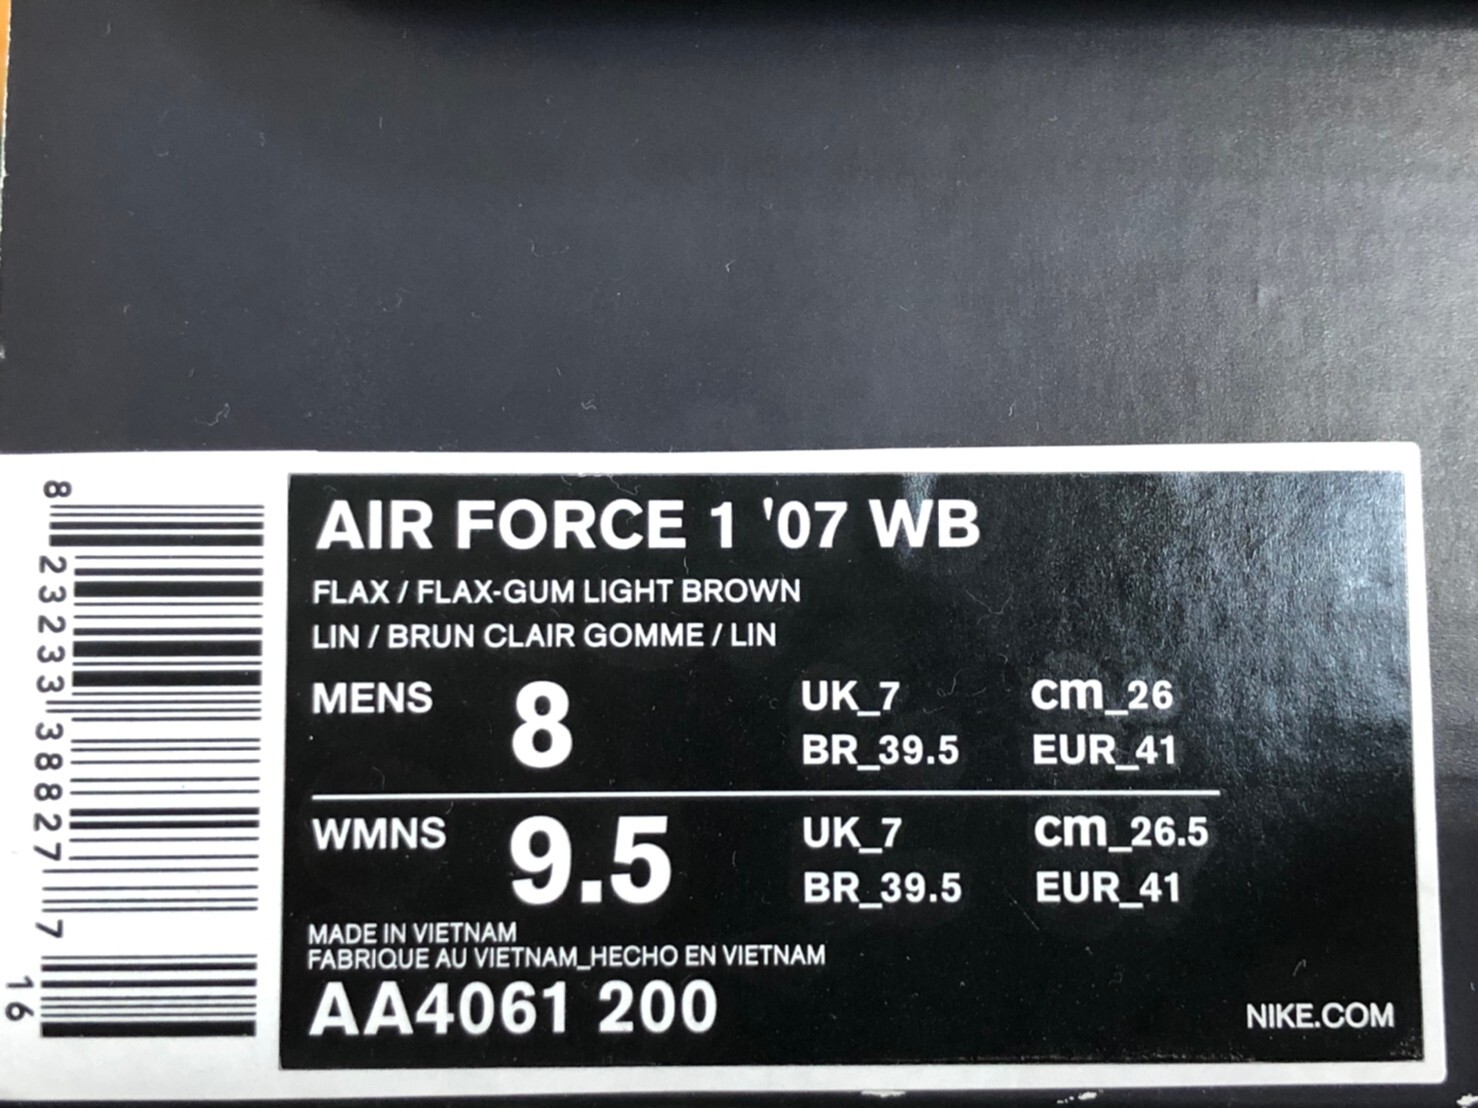 AIR FORCE 1 '07 WB
FLAX / FLAX-GUM LIGHT BROWN
LIN / BRUN CLAIR GOMME / LIN
MENS 8 UK_7 cm_26
BR_39.5 EUR_41
WMNS 9.5 UK_7 cm_26.5
BR_39.5 EUR_41
MADE IN VIETNAM
FABRIQUE AU VIETNAM_HECHO EN VIETNAM
AA4061 200
NIKE.COM
8 23233 38827 7
16